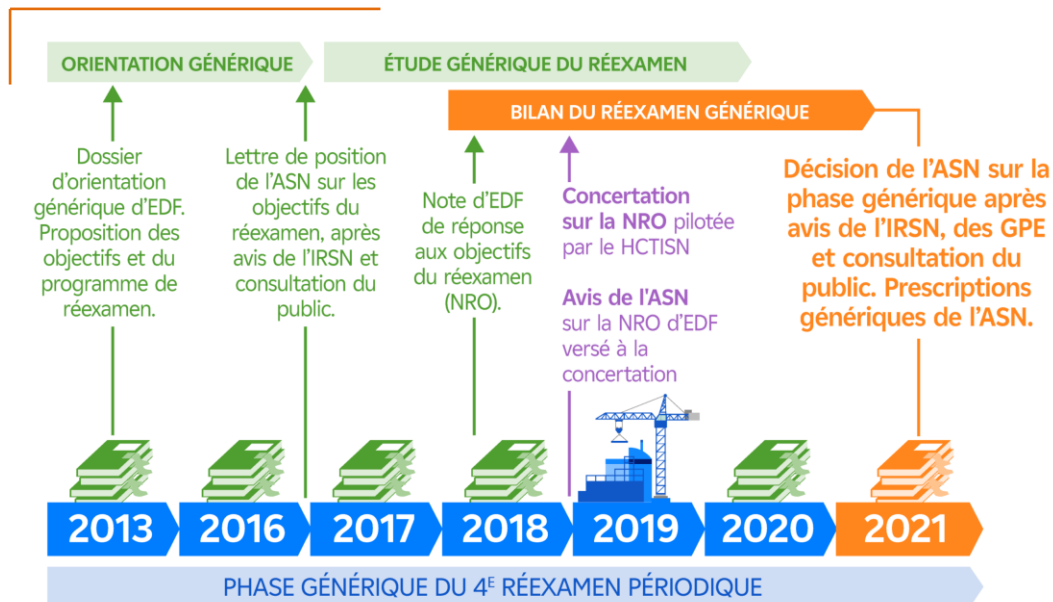 ORIENTATION GÉNÉRIQUE
ÉTUDE GÉNÉRIQUE DU RÉEXAMEN
BILAN DU RÉEXAMEN GÉNÉRIQUE
Dossier
d’orientation
générique d’EDF.
Proposition des
objectifs et du
programme de
réexamen.
Lettre de position
de l’ASN sur les
objectifs du
réexamen, après
avis de l’IRSN et
consultation du
public.
Note d’EDF
de réponse
aux objectifs
du réexamen
(NRO).
Concertation
sur la NRO pilotée
par le HCTISN
Avis de l'ASN
sur la NRO d’EDF
versé à la
concertation
Décision de l’ASN sur la
phase générique après
avis de l’IRSN, des GPE
et consultation du
public. Prescriptions
génériques de l’ASN.
2013
2016
2017
2018
2019
2020
2021
PHASE GÉNÉRIQUE DU 4E RÉEXAMEN PÉRIODIQUE